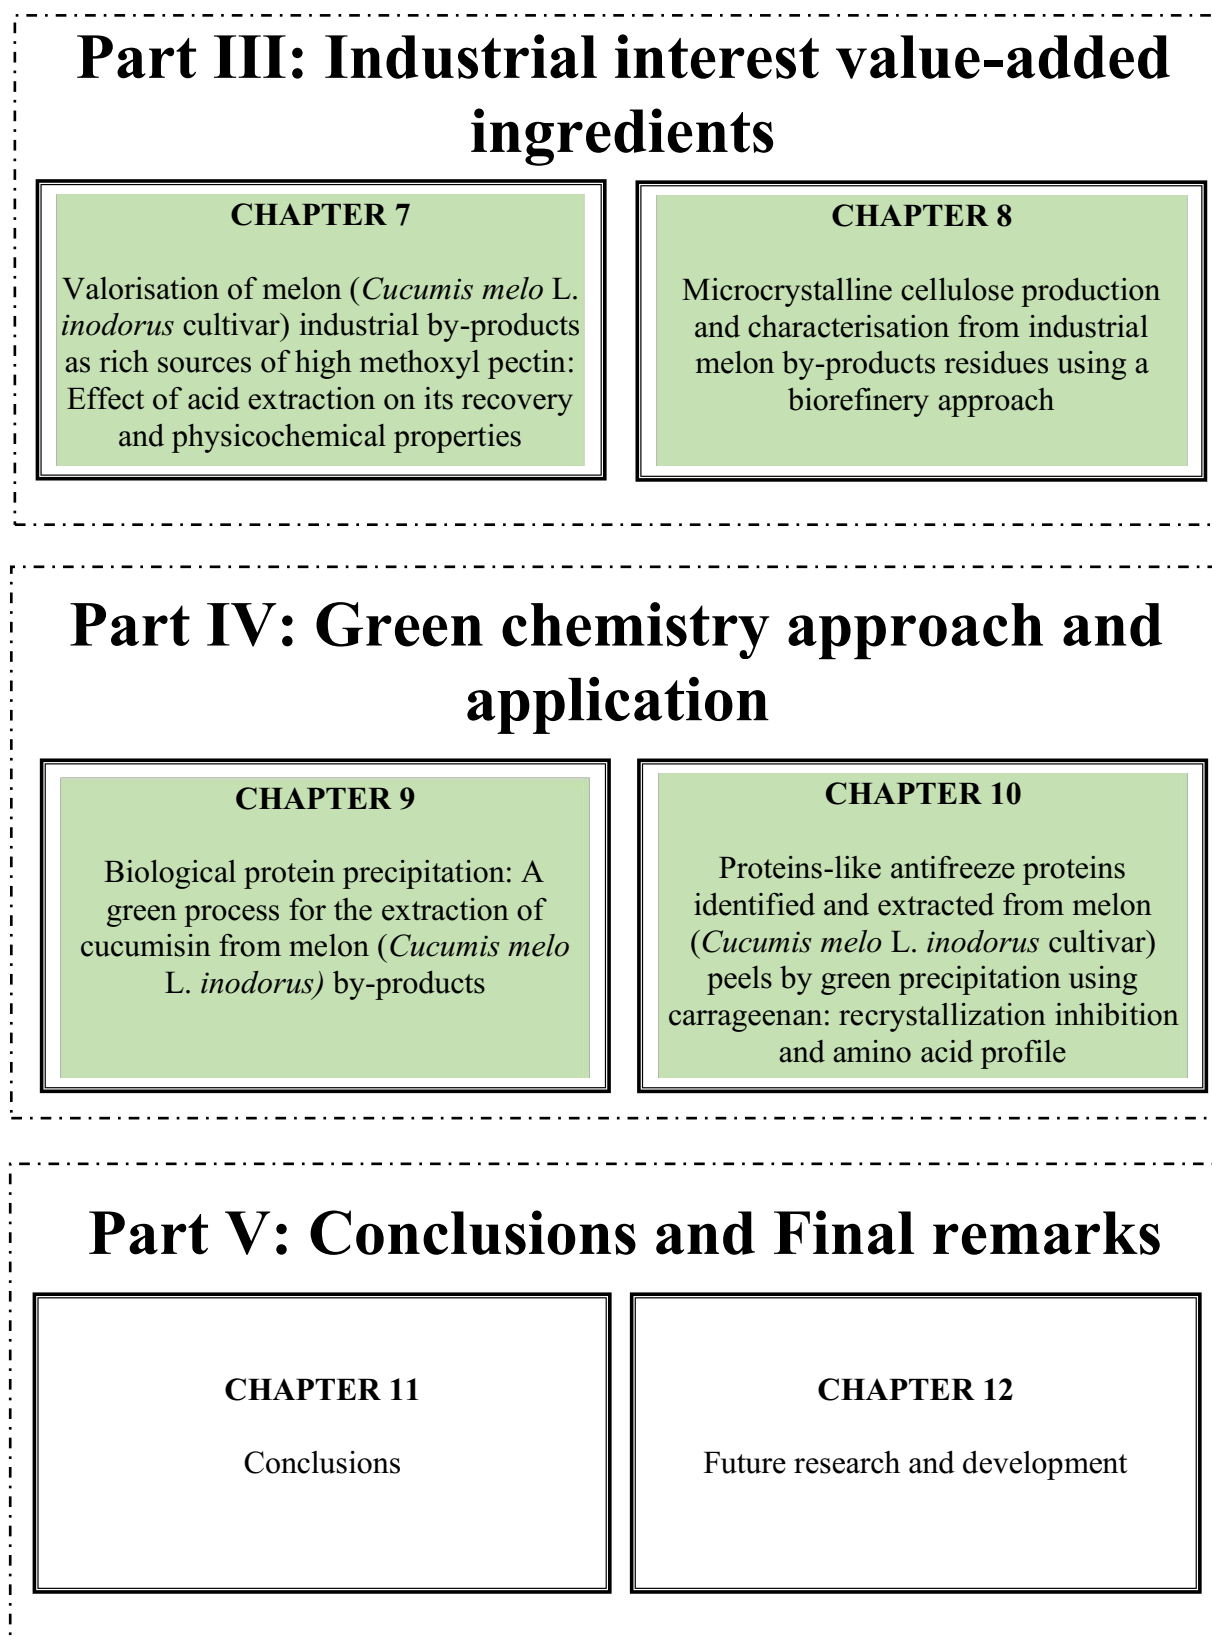 Part III: Industrial interest value-added
ingredients
CHAPTER 7
Valorisation of melon (Cucumis melo L.
inodorus cultivar) industrial by-products
as rich sources of high methoxyl pectin:
Effect of acid extraction on its recovery
and physicochemical properties
CHAPTER 8
Microcrystalline cellulose production
and characterisation from industrial
melon by-products residues using a
biorefinery approach
Part IV: Green chemistry approach and
application
CHAPTER 9
Biological protein precipitation: A
green process for the extraction of
cucumisin from melon (Cucumis melo
L. inodorus) by-products
CHAPTER 10
Proteins-like antifreeze proteins
identified and extracted from melon
(Cucumis melo L. inodorus cultivar)
peels by green precipitation using
carrageenan: recrystallization inhibition
and amino acid profile
Part V: Conclusions and Final remarks
CHAPTER 11
Conclusions
CHAPTER 12
Future research and development